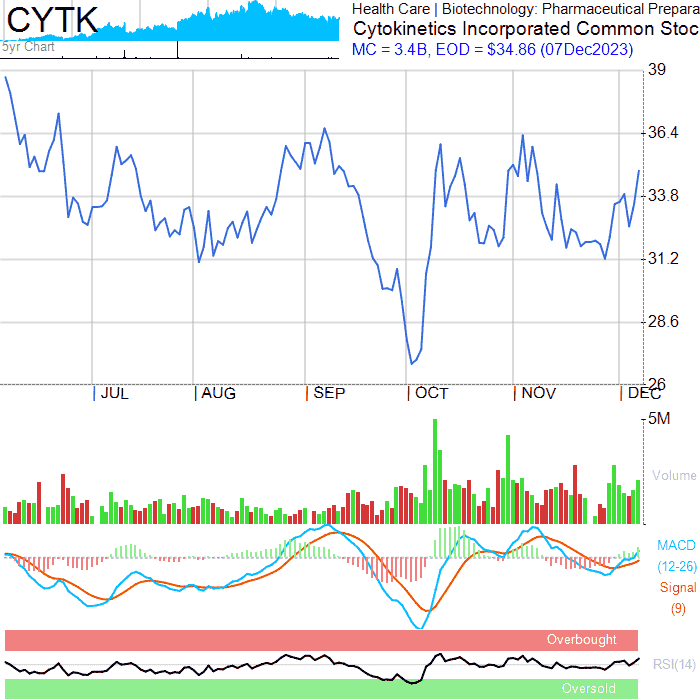 CYTK
5yr Chart
Health Care | Biotechnology: Pharmaceutical Prepara
Cytokinetics Incorporated Common Stoc
MC = 3.4B, EOD = $34.86 (07Dec2023)
39
36.4
33.8
31.2
28.6
26
JUL AUG SEP OCT NOV DEC
5M
Volume
MACD
(12-26)
Signal
(9)
Overbought
RSI(14)
Oversold